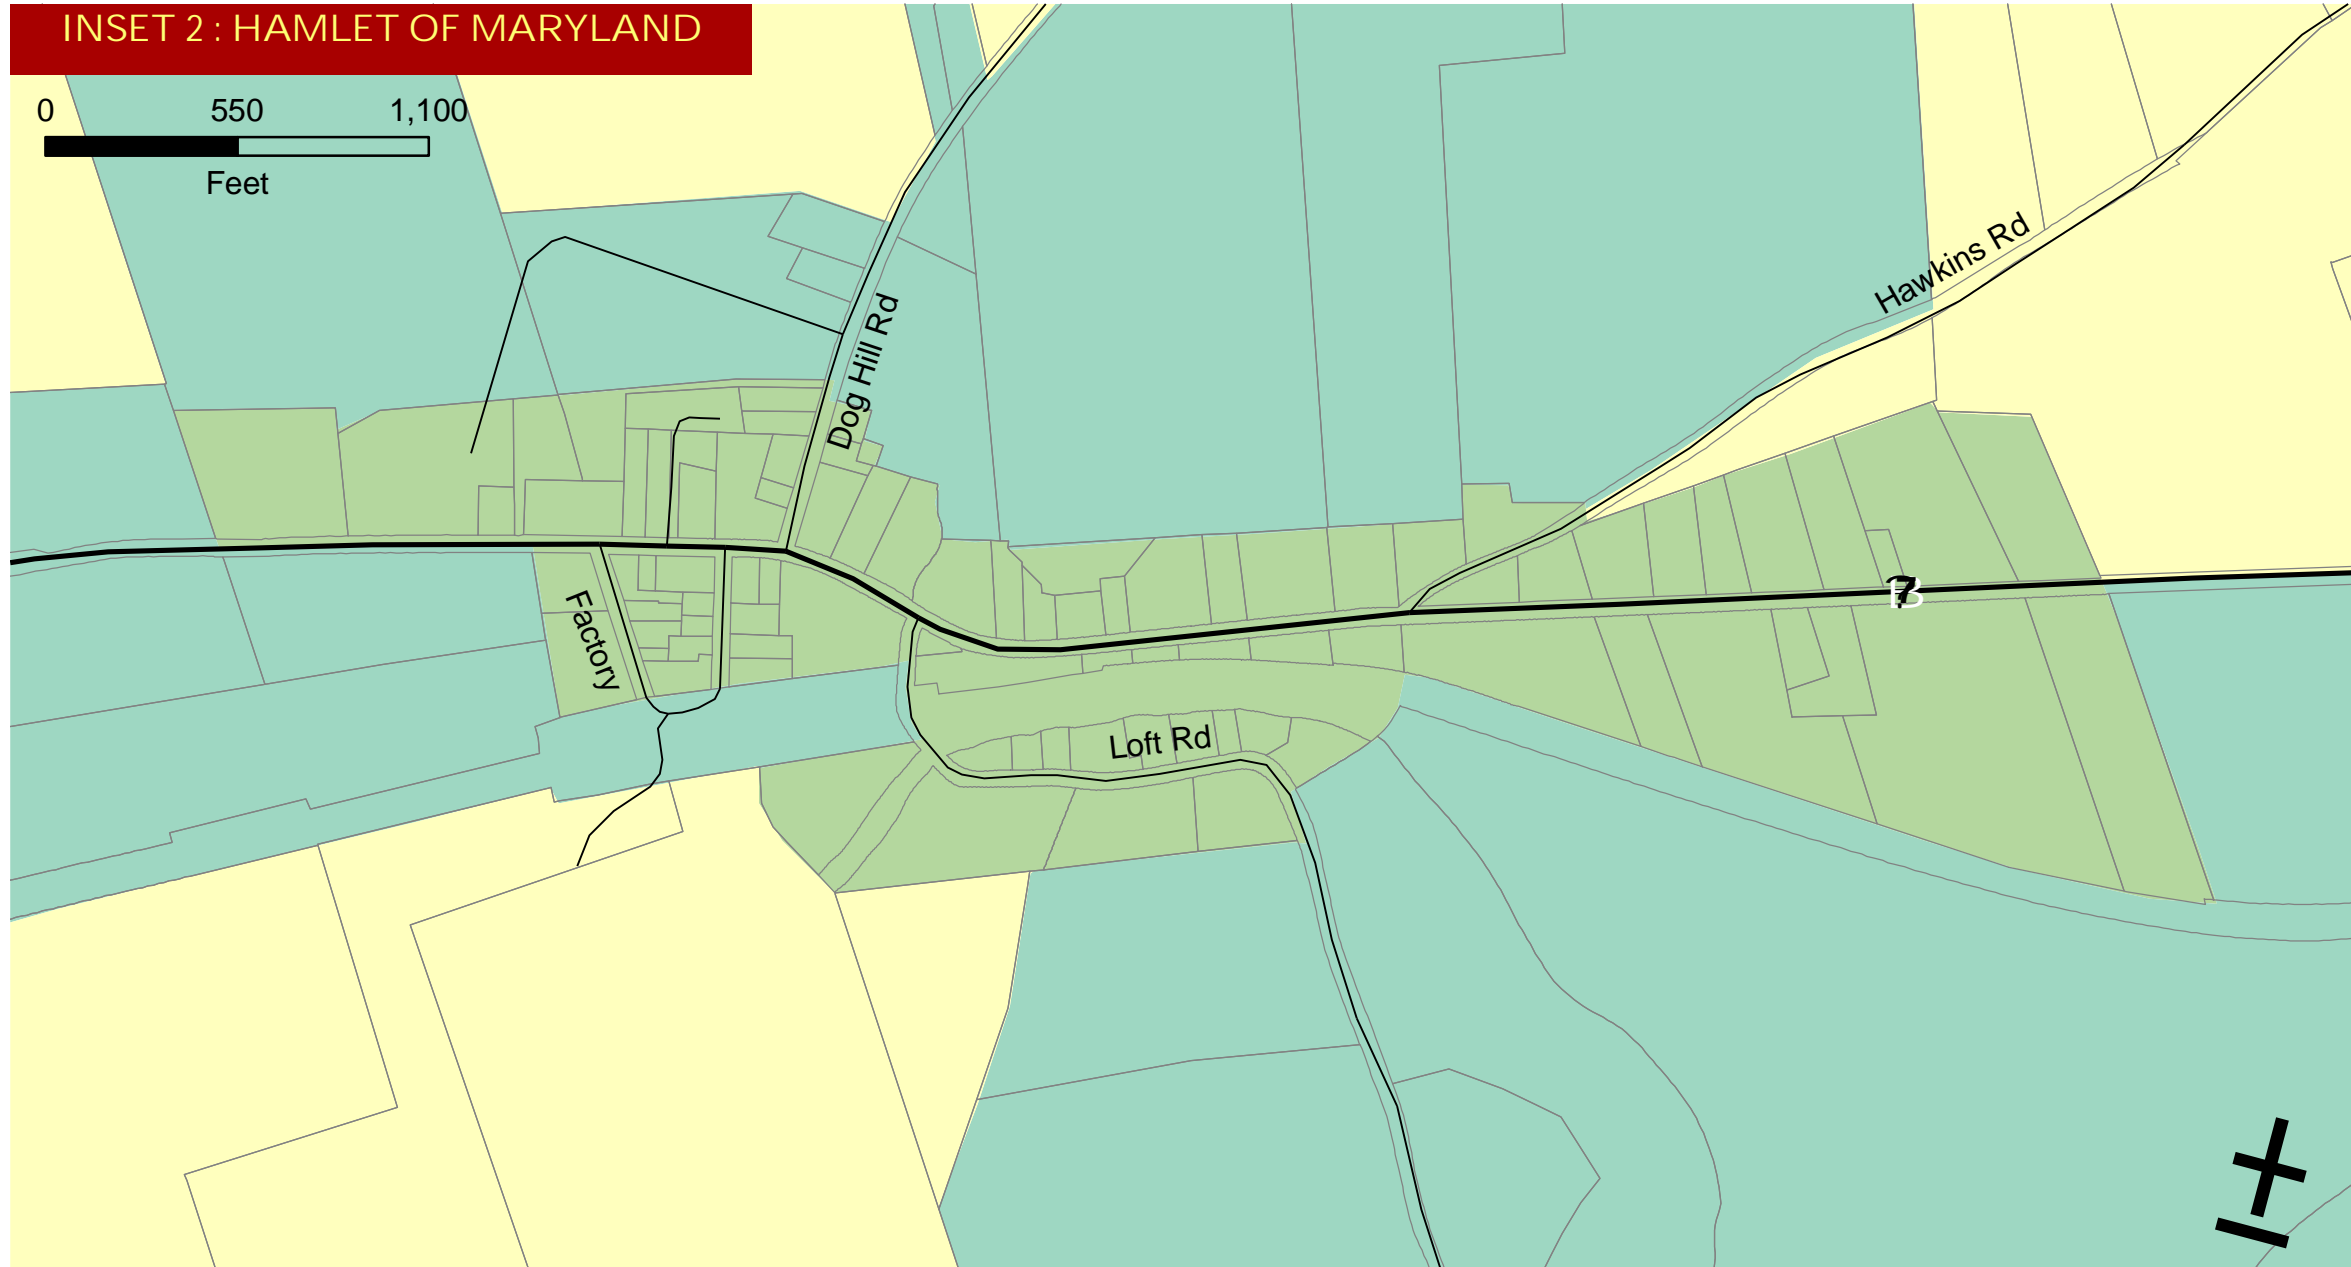 INSET 2 : HAMLET OF MARYLAND
0 550 1,100
Feet
Hawkins Rd
Dog Hill Rd
Factory
Loft Rd